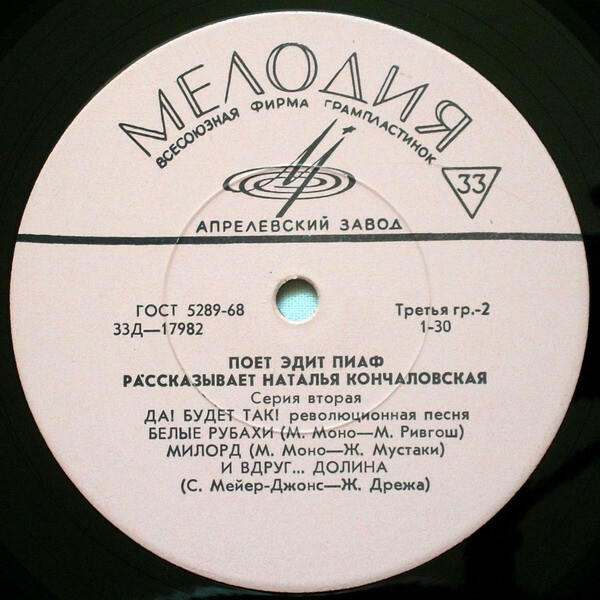 МЕЛОДИЯ
ВСЕСОЮЗНАЯ ФИРМА ГРАМПЛАСТИНОК
33
АПРЕЛЕВСКИЙ ЗАВОД
ГОСТ 5289-68 Третья гр.-2
33Д—17982 1-30
ПОЕТ ЭДИТ ПИАФ
РАССКАЗЫВАЕТ НАТАЛЬЯ КОНЧАЛОВСКАЯ
Серия вторая
ДА! БУДЕТ ТАК! революционная песня
БЕЛЫЕ РУБАХИ (М. Моно—М. Ривгош)
МИЛОРД (М. Моно—Ж. Мустаки)
И ВДРУГ... ДОЛИНА
(С. Мейер-Джонс—Ж. Дрежа)